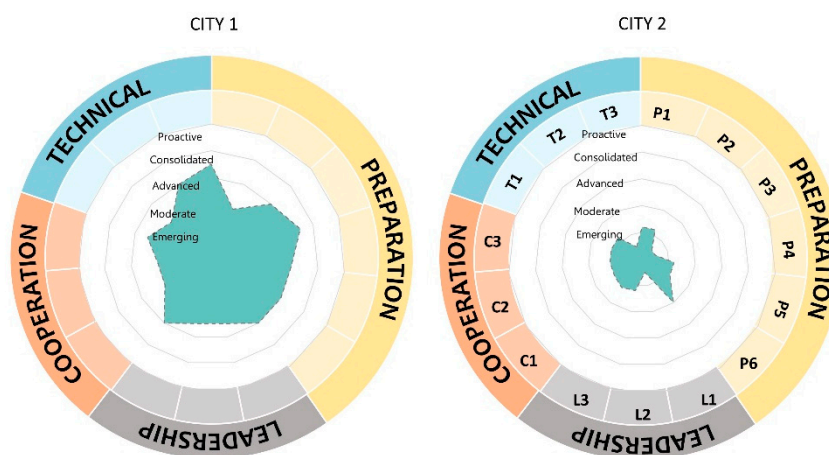 CITY 1
TECHNICAL
PREPARATION
LEADERSHIP
COOPERATION
Proactive
Consolidated
Advanced
Moderate
Emerging
CITY 2
TECHNICAL
PREPARATION
LEADERSHIP
COOPERATION
T1
T2
T3
P1
P2
P3
P4
P5
P6
L1
L2
L3
C1
C2
C3
Proactive
Consolidated
Advanced
Moderate
Emerging